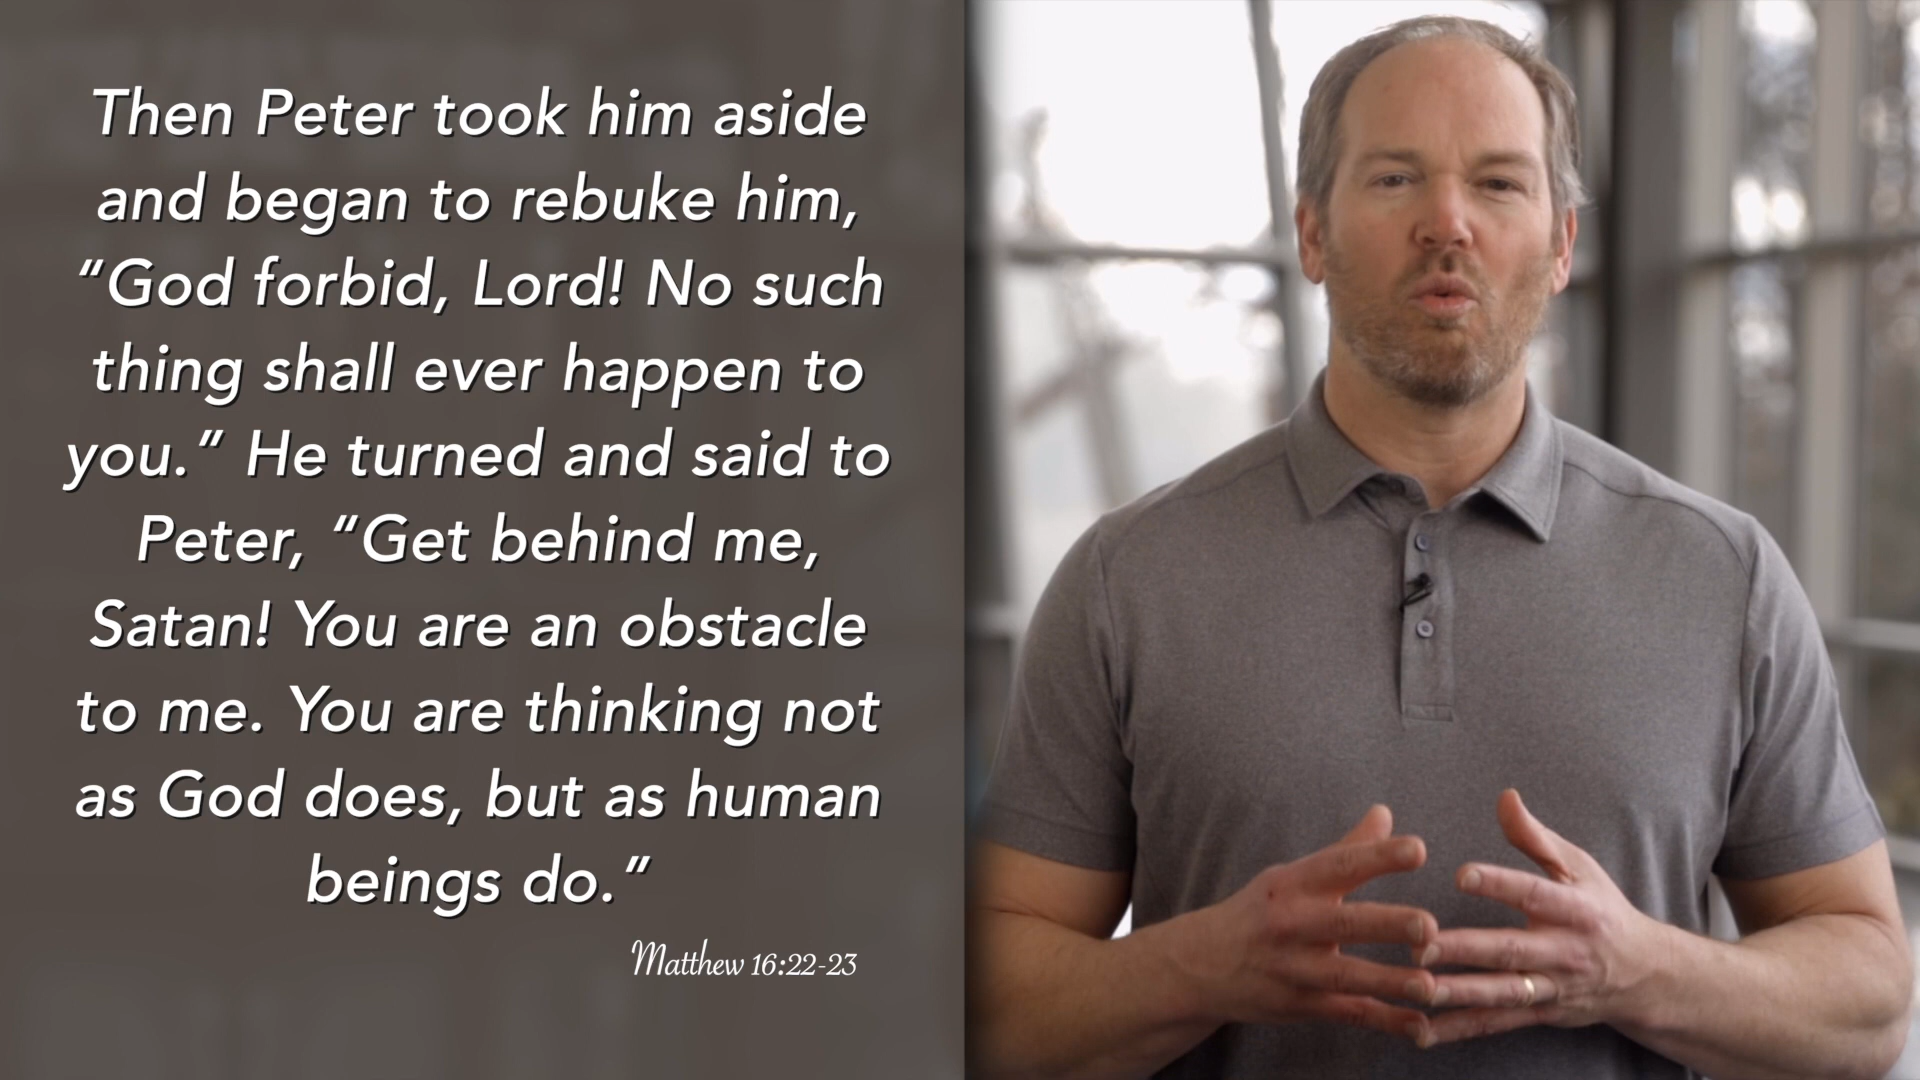 Then Peter took him aside
and began to rebuke him,
“God forbid, Lord! No such
thing shall ever happen to
you.” He turned and said to
Peter, “Get behind me,
Satan! You are an obstacle
to me. You are thinking not
as God does, but as human
beings do.”
Matthew 16:22-23